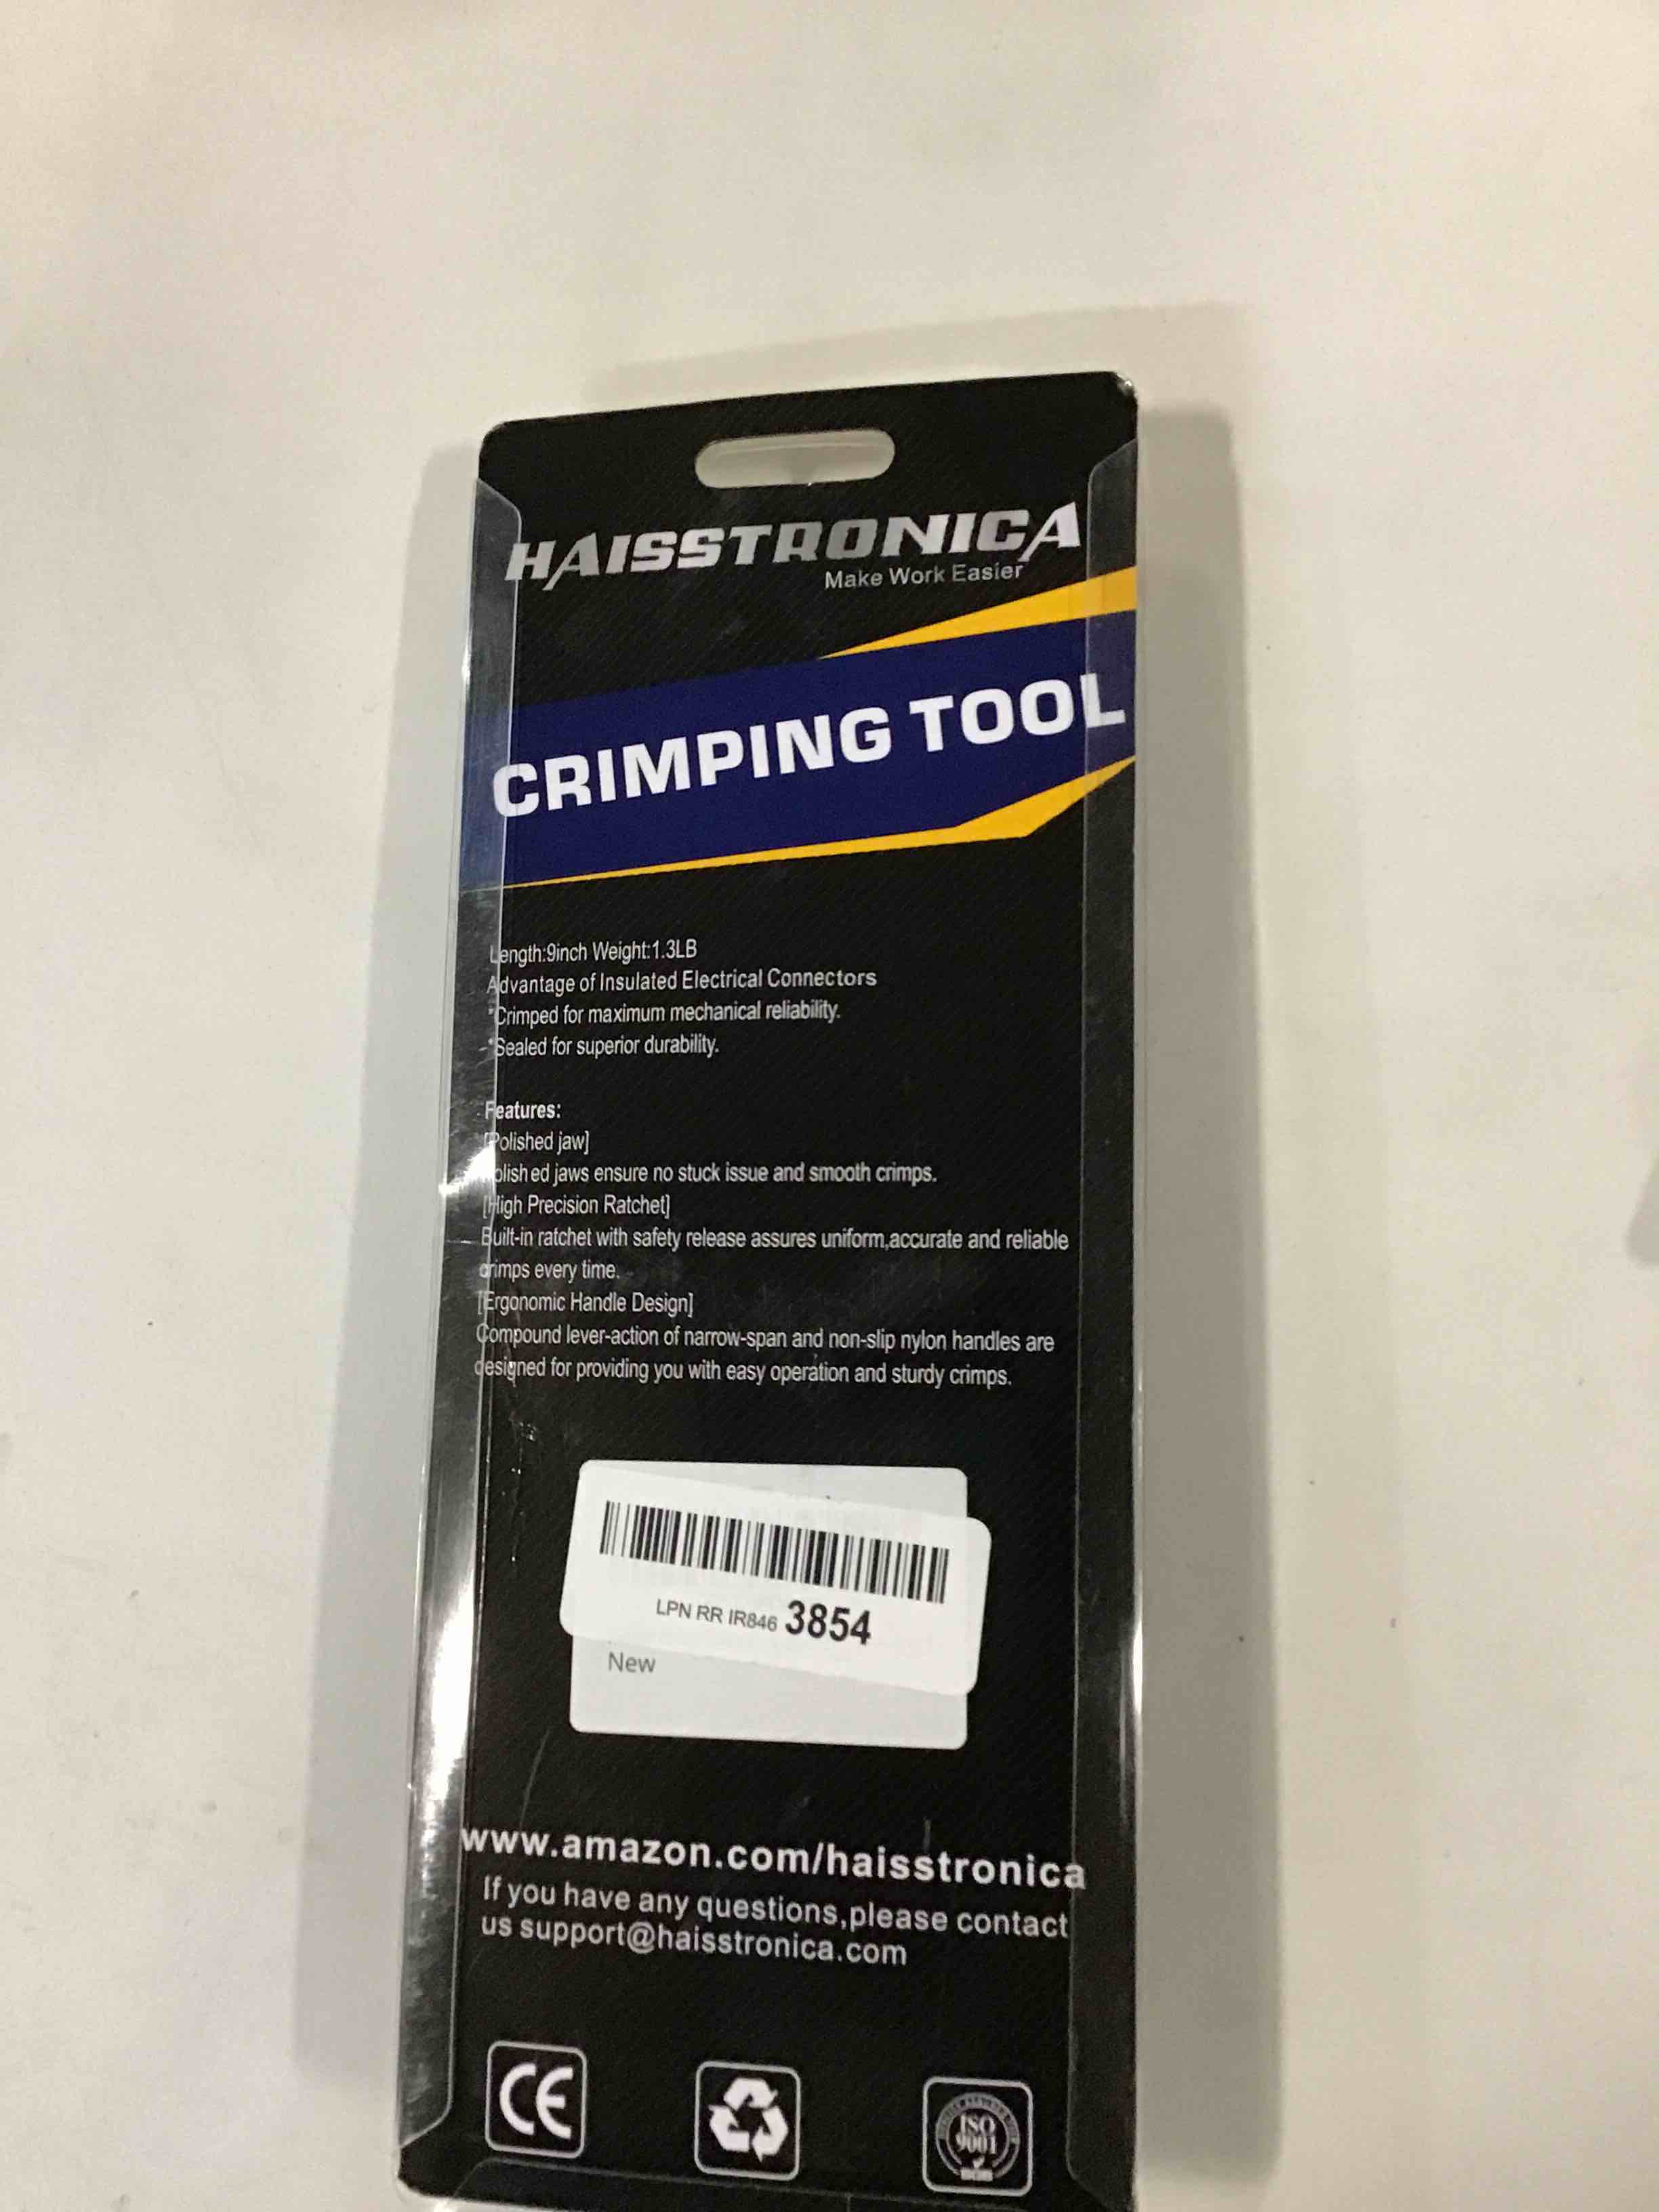 HAISSTRONICA
Make Work Easier
CRIMPING TOOL
Length:9inch Weight:1.3LB
Advantage of Insulated Electrical Connectors
*Crimped for maximum mechanical reliability.
*Sealed for superior durability.
Features:
[Polished jaw]
Polished jaws ensure no stuck issue and smooth crimps.
[High Precision Ratchet]
Built-in ratchet with safety release assures uniform,accurate and reliable
crimps every time.
[Ergonomic Handle Design]
Compound lever-action of narrow-span and non-slip nylon handles are
designed for providing you with easy operation and sturdy crimps.
LPN RR IR846 3854
New
www.amazon.com/haisstronica
If you have any questions,please contact
us support@haisstronica.com
CE
ISO
9001